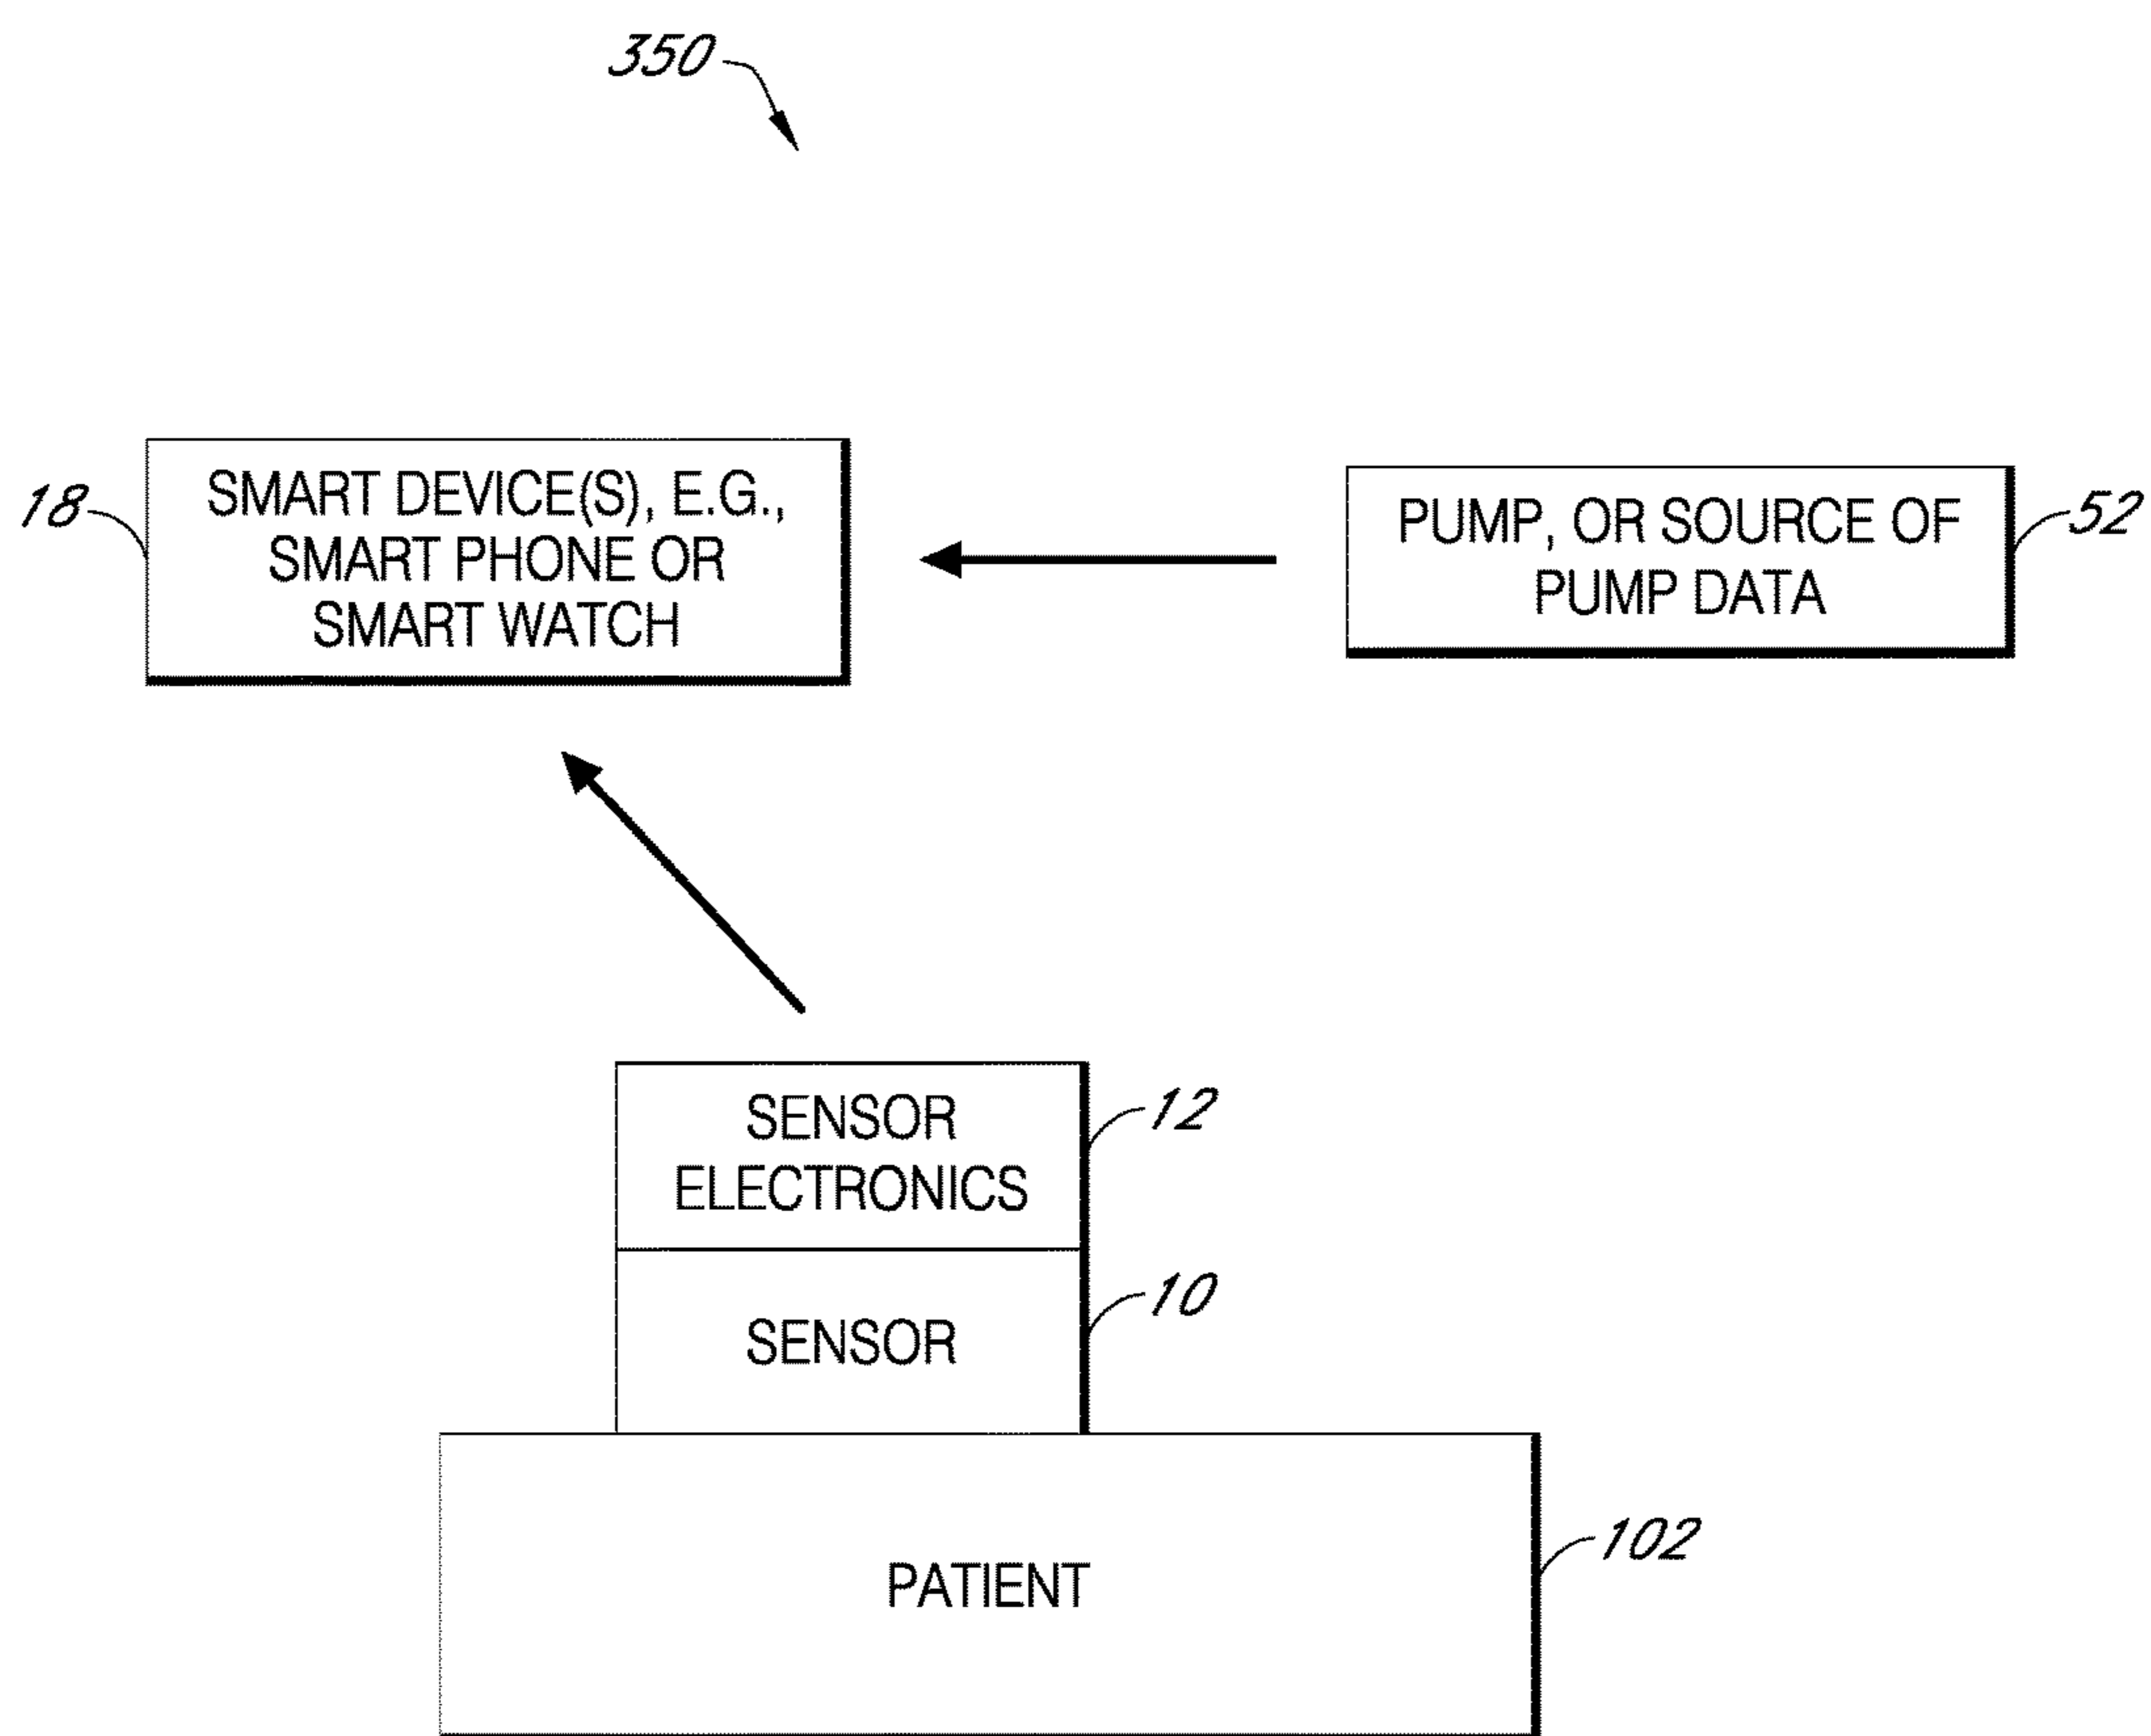 350
18
SMART DEVICE(S), E.G.,
SMART PHONE OR
SMART WATCH
PUMP, OR SOURCE OF
PUMP DATA
52
SENSOR
ELECTRONICS
12
SENSOR
10
PATIENT
102